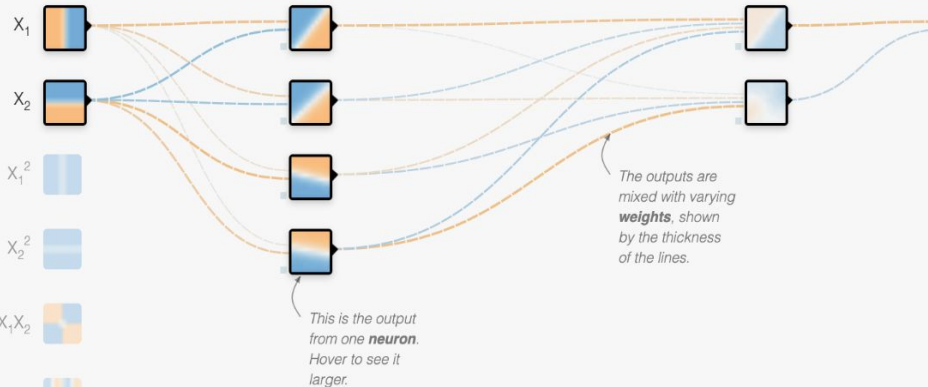 X₁
X₂
X₁²
X₂²
X₁X₂
The outputs are
mixed with varying
weights, shown
by the thickness
of the lines.
This is the output
from one neuron.
Hover to see it
larger.